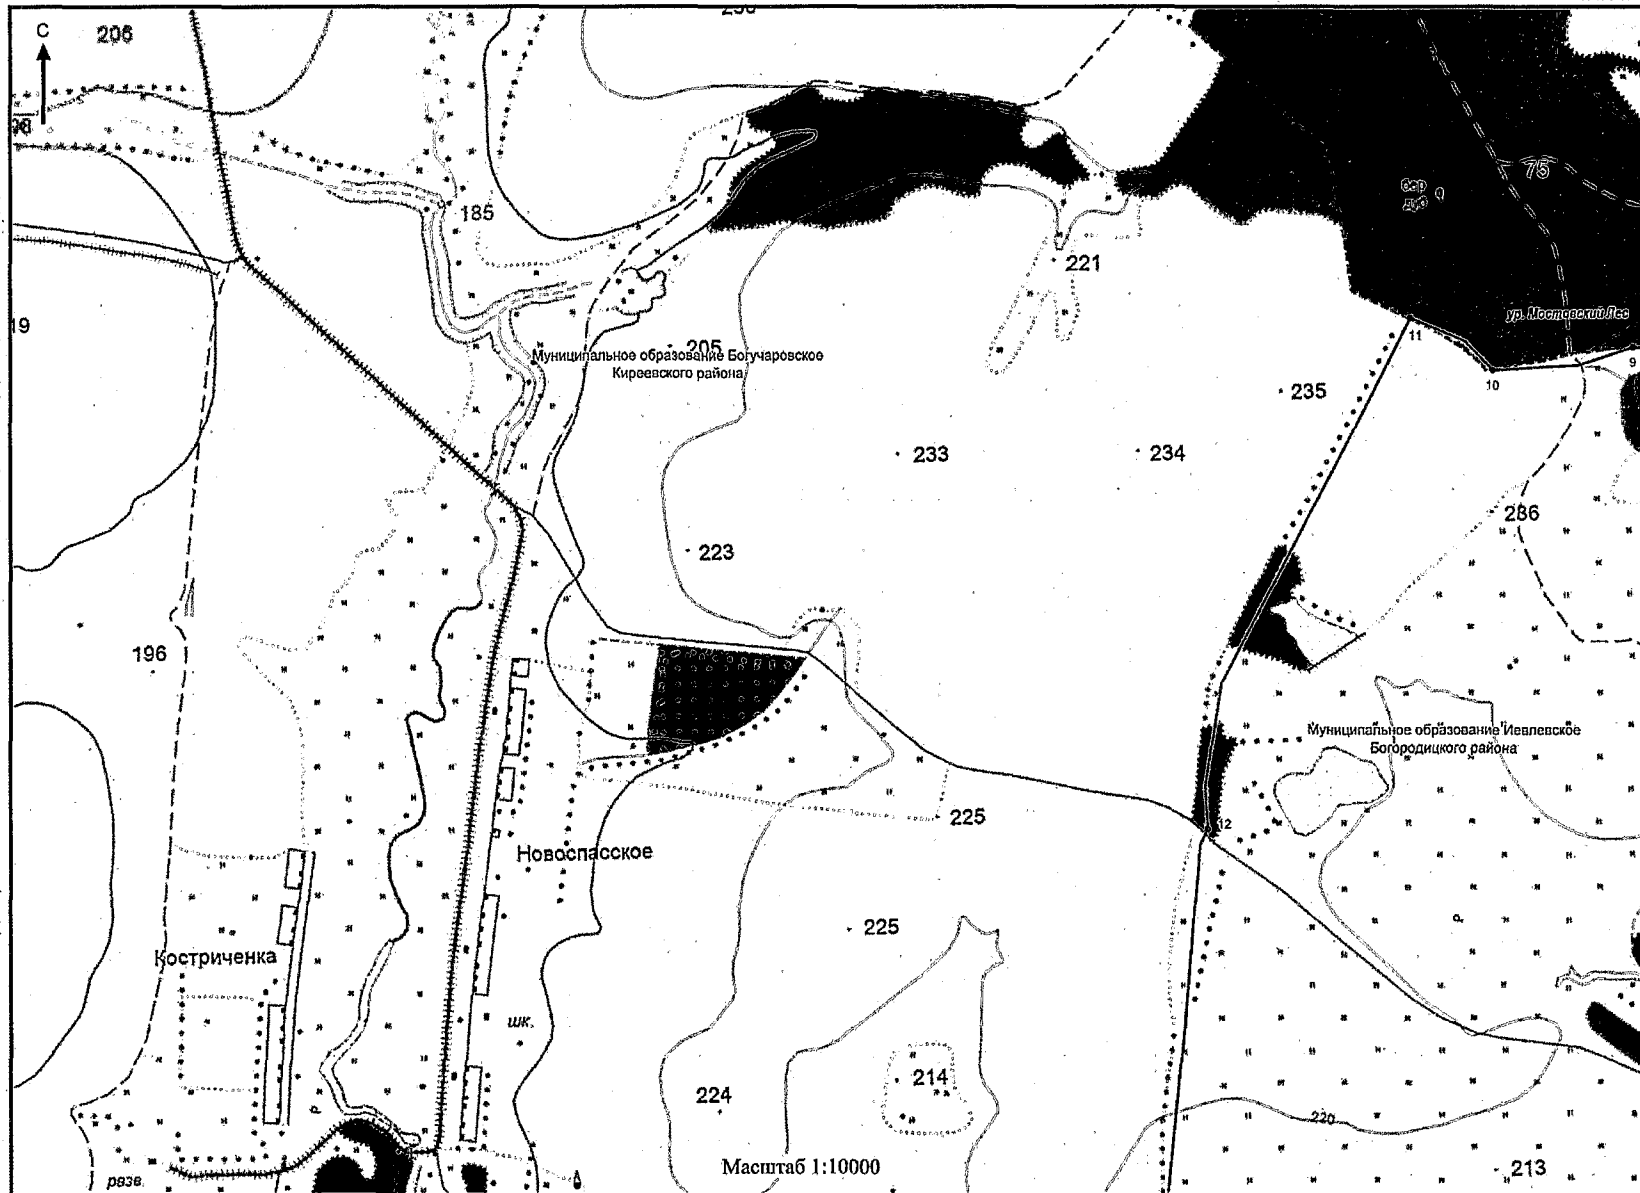 С
206
185
75
221
19
ур. Мостовский Лес
11
205
Муниципальное образование Богучаровское
Киреевского района
9
10
235
233
234
236
223
196
Муниципальное образование Иевлевское
Богородицкого района
225
12
Новоспасское
225
Костриченка
шк.
214
224
р
220
Масштаб 1:10000
213
разв.